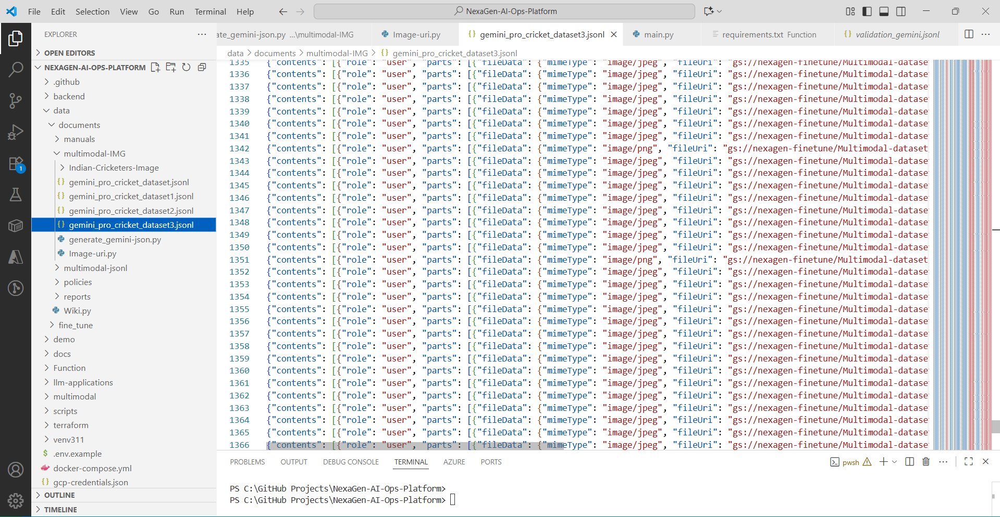 File Edit Selection View Go Run Terminal Help
NexaGen-AI-Ops-Platform
EXPLORER
OPEN EDITORS
NEXAGEN-AI-OPS-PLATFORM
.github
backend
data
documents
manuals
multimodal-IMG
Indian-Cricketers-Image
gemini_pro_cricket_dataset.jsonl
gemini_pro_cricket_dataset1.jsonl
gemini_pro_cricket_dataset2.jsonl
gemini_pro_cricket_dataset3.jsonl
generate_gemini-json.py
Image-uri.py
multimodal-jsonl
policies
reports
Wiki.py
fine_tune
demo
docs
Function
llm-applications
multimodal
scripts
terraform
venv311
.env.example
docker-compose.yml
gcp-credentials.json
OUTLINE
TIMELINE
1
ate_gemini-json.py ...\multimodal-IMG
Image-uri.py
gemini_pro_cricket_dataset3.jsonl
main.py
requirements.txt Function
validation_gemini.jsonl
data > documents > multimodal-IMG > gemini_pro_cricket_dataset3.jsonl
1335 {"contents": [{"role": "user", "parts": [{"fileData": {"mimeType": "image/jpeg", "fileUri": "gs://nexagen-finetune/Multimodal-datase
1336 {"contents": [{"role": "user", "parts": [{"fileData": {"mimeType": "image/jpeg", "fileUri": "gs://nexagen-finetune/Multimodal-datase
1337 {"contents": [{"role": "user", "parts": [{"fileData": {"mimeType": "image/jpeg", "fileUri": "gs://nexagen-finetune/Multimodal-datase
1338 {"contents": [{"role": "user", "parts": [{"fileData": {"mimeType": "image/jpeg", "fileUri": "gs://nexagen-finetune/Multimodal-datase
1339 {"contents": [{"role": "user", "parts": [{"fileData": {"mimeType": "image/jpeg", "fileUri": "gs://nexagen-finetune/Multimodal-datase
1340 {"contents": [{"role": "user", "parts": [{"fileData": {"mimeType": "image/jpeg", "fileUri": "gs://nexagen-finetune/Multimodal-datase
1341 {"contents": [{"role": "user", "parts": [{"fileData": {"mimeType": "image/jpeg", "fileUri": "gs://nexagen-finetune/Multimodal-datase
1342 {"contents": [{"role": "user", "parts": [{"fileData": {"mimeType": "image/png", "fileUri": "gs://nexagen-finetune/Multimodal-dataset
1343 {"contents": [{"role": "user", "parts": [{"fileData": {"mimeType": "image/jpeg", "fileUri": "gs://nexagen-finetune/Multimodal-datase
1344 {"contents": [{"role": "user", "parts": [{"fileData": {"mimeType": "image/jpeg", "fileUri": "gs://nexagen-finetune/Multimodal-datase
1345 {"contents": [{"role": "user", "parts": [{"fileData": {"mimeType": "image/jpeg", "fileUri": "gs://nexagen-finetune/Multimodal-datase
1346 {"contents": [{"role": "user", "parts": [{"fileData": {"mimeType": "image/jpeg", "fileUri": "gs://nexagen-finetune/Multimodal-datase
1347 {"contents": [{"role": "user", "parts": [{"fileData": {"mimeType": "image/jpeg", "fileUri": "gs://nexagen-finetune/Multimodal-datase
1348 {"contents": [{"role": "user", "parts": [{"fileData": {"mimeType": "image/jpeg", "fileUri": "gs://nexagen-finetune/Multimodal-datase
1349 {"contents": [{"role": "user", "parts": [{"fileData": {"mimeType": "image/jpeg", "fileUri": "gs://nexagen-finetune/Multimodal-datase
1350 {"contents": [{"role": "user", "parts": [{"fileData": {"mimeType": "image/jpeg", "fileUri": "gs://nexagen-finetune/Multimodal-datase
1351 {"contents": [{"role": "user", "parts": [{"fileData": {"mimeType": "image/png", "fileUri": "gs://nexagen-finetune/Multimodal-dataset
1352 {"contents": [{"role": "user", "parts": [{"fileData": {"mimeType": "image/jpeg", "fileUri": "gs://nexagen-finetune/Multimodal-datase
1353 {"contents": [{"role": "user", "parts": [{"fileData": {"mimeType": "image/jpeg", "fileUri": "gs://nexagen-finetune/Multimodal-datase
1354 {"contents": [{"role": "user", "parts": [{"fileData": {"mimeType": "image/jpeg", "fileUri": "gs://nexagen-finetune/Multimodal-datase
1355 {"contents": [{"role": "user", "parts": [{"fileData": {"mimeType": "image/jpeg", "fileUri": "gs://nexagen-finetune/Multimodal-datase
1356 {"contents": [{"role": "user", "parts": [{"fileData": {"mimeType": "image/jpeg", "fileUri": "gs://nexagen-finetune/Multimodal-datase
1357 {"contents": [{"role": "user", "parts": [{"fileData": {"mimeType": "image/jpeg", "fileUri": "gs://nexagen-finetune/Multimodal-datase
1358 {"contents": [{"role": "user", "parts": [{"fileData": {"mimeType": "image/jpeg", "fileUri": "gs://nexagen-finetune/Multimodal-datase
1359 {"contents": [{"role": "user", "parts": [{"fileData": {"mimeType": "image/jpeg", "fileUri": "gs://nexagen-finetune/Multimodal-datase
1360 {"contents": [{"role": "user", "parts": [{"fileData": {"mimeType": "image/jpeg", "fileUri": "gs://nexagen-finetune/Multimodal-datase
1361 {"contents": [{"role": "user", "parts": [{"fileData": {"mimeType": "image/jpeg", "fileUri": "gs://nexagen-finetune/Multimodal-datase
1362 {"contents": [{"role": "user", "parts": [{"fileData": {"mimeType": "image/jpeg", "fileUri": "gs://nexagen-finetune/Multimodal-datase
1363 {"contents": [{"role": "user", "parts": [{"fileData": {"mimeType": "image/jpeg", "fileUri": "gs://nexagen-finetune/Multimodal-datase
1364 {"contents": [{"role": "user", "parts": [{"fileData": {"mimeType": "image/jpeg", "fileUri": "gs://nexagen-finetune/Multimodal-datase
1365 {"contents": [{"role": "user", "parts": [{"fileData": {"mimeType": "image/jpeg", "fileUri": "gs://nexagen-finetune/Multimodal-datase
1366 {"contents": [{"role": "user", "parts": [{"fileData": {"mimeType": "image/jpeg", "fileUri": "gs://nexagen-finetune/Multimodal-datase
PROBLEMS OUTPUT DEBUG CONSOLE TERMINAL AZURE PORTS
pwsh
PS C:\GitHub Projects\NexaGen-AI-Ops-Platform>
PS C:\GitHub Projects\NexaGen-AI-Ops-Platform>